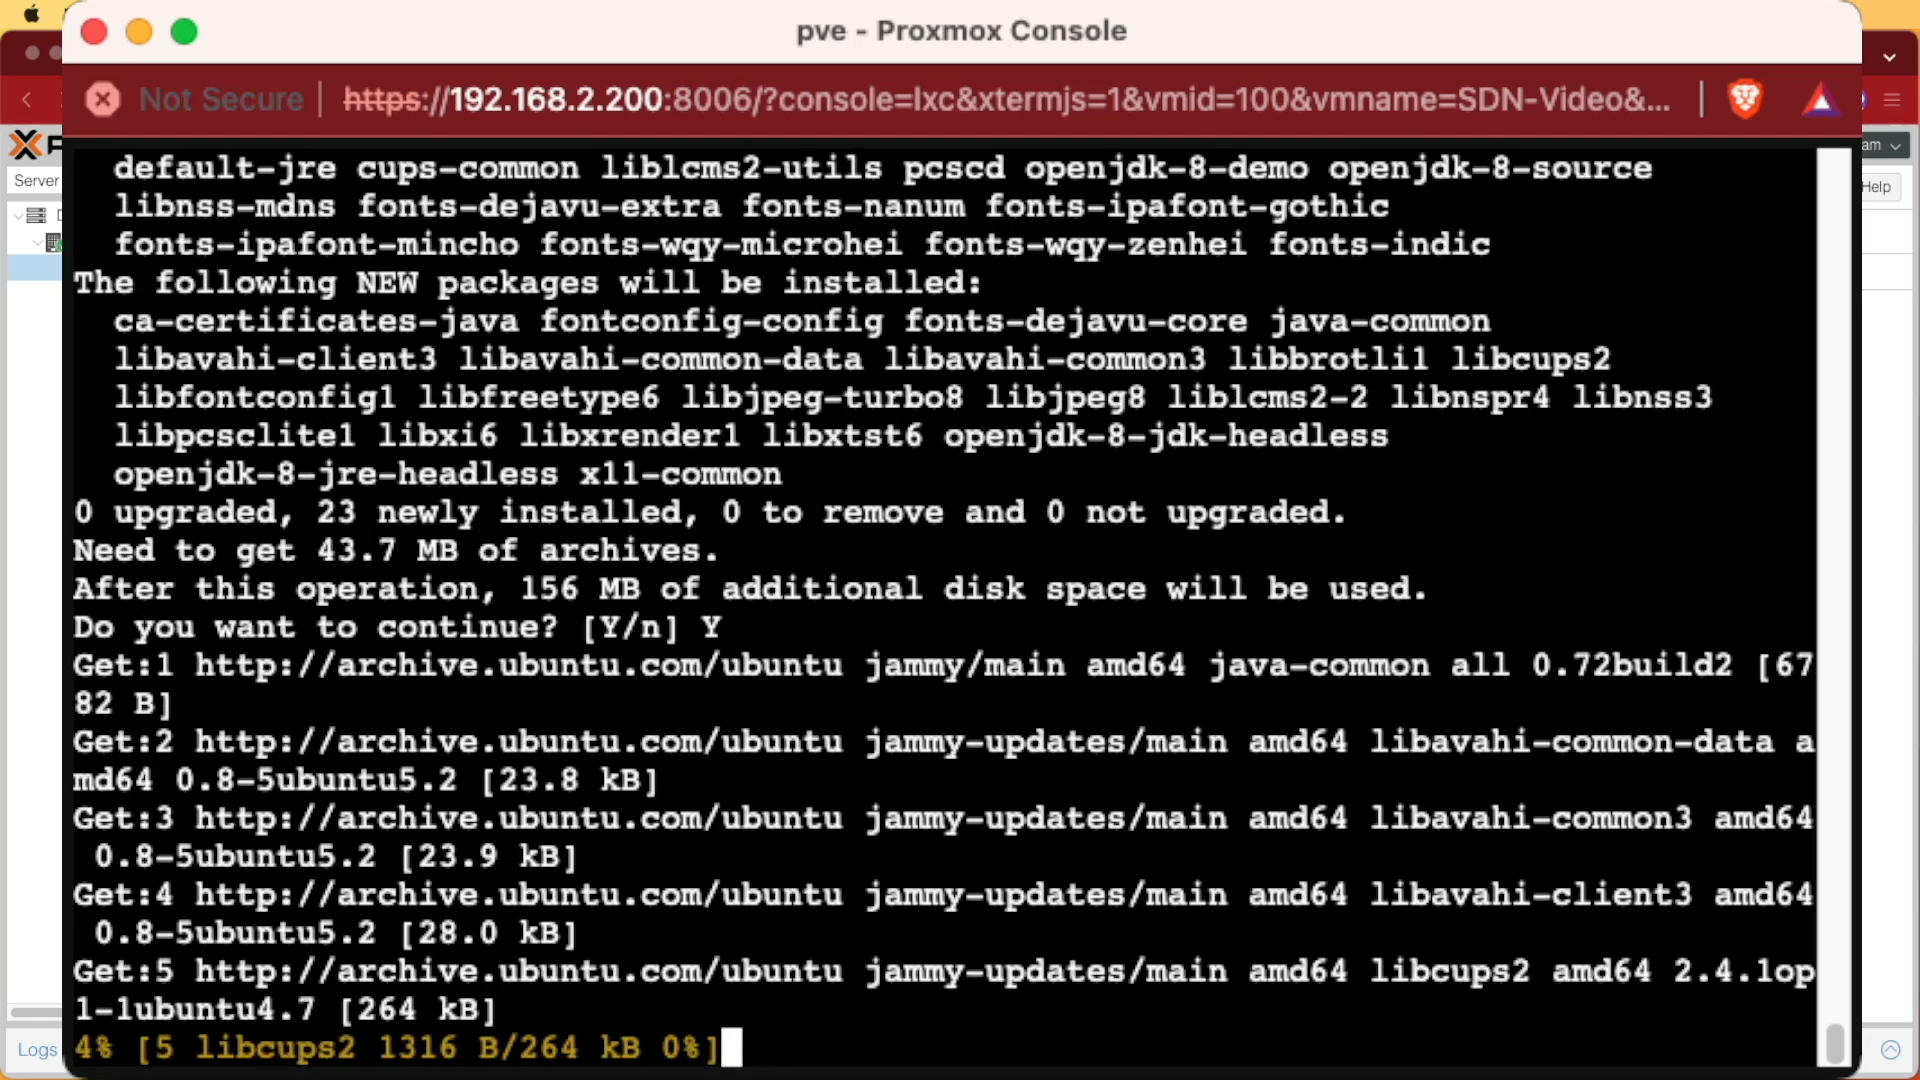 pve - Proxmox Console
Not Secure https://192.168.2.200:8006/?console=lxc&xtermjs=1&vmid=100&vmname=SDN-Video&...
am
Server
Help
default-jre cups-common liblcms2-utils pcscd openjdk-8-demo openjdk-8-source
libnss-mdns fonts-dejavu-extra fonts-nanum fonts-ipafont-gothic
fonts-ipafont-mincho fonts-wqy-microhei fonts-wqy-zenhei fonts-indic
The following NEW packages will be installed:
ca-certificates-java fontconfig-config fonts-dejavu-core java-common
libavahi-client3 libavahi-common-data libavahi-common3 libbrotli1 libcups2
libfontconfig1 libfreetype6 libjpeg-turbo8 libjpeg8 liblcms2-2 libnspr4 libnss3
libpcsclite1 libxi6 libxrender1 libxtst6 openjdk-8-jdk-headless
openjdk-8-jre-headless x11-common
0 upgraded, 23 newly installed, 0 to remove and 0 not upgraded.
Need to get 43.7 MB of archives.
After this operation, 156 MB of additional disk space will be used.
Do you want to continue? [Y/n] Y
Get:1 http://archive.ubuntu.com/ubuntu jammy/main amd64 java-common all 0.72build2 [67
82 B]
Get:2 http://archive.ubuntu.com/ubuntu jammy-updates/main amd64 libavahi-common-data a
md64 0.8-5ubuntu5.2 [23.8 kB]
Get:3 http://archive.ubuntu.com/ubuntu jammy-updates/main amd64 libavahi-common3 amd64
0.8-5ubuntu5.2 [23.9 kB]
Get:4 http://archive.ubuntu.com/ubuntu jammy-updates/main amd64 libavahi-client3 amd64
0.8-5ubuntu5.2 [28.0 kB]
Get:5 http://archive.ubuntu.com/ubuntu jammy-updates/main amd64 libcups2 amd64 2.4.1op
1-1ubuntu4.7 [264 kB]
4% [5 libcups2 1316 B/264 kB 0%]
Logs